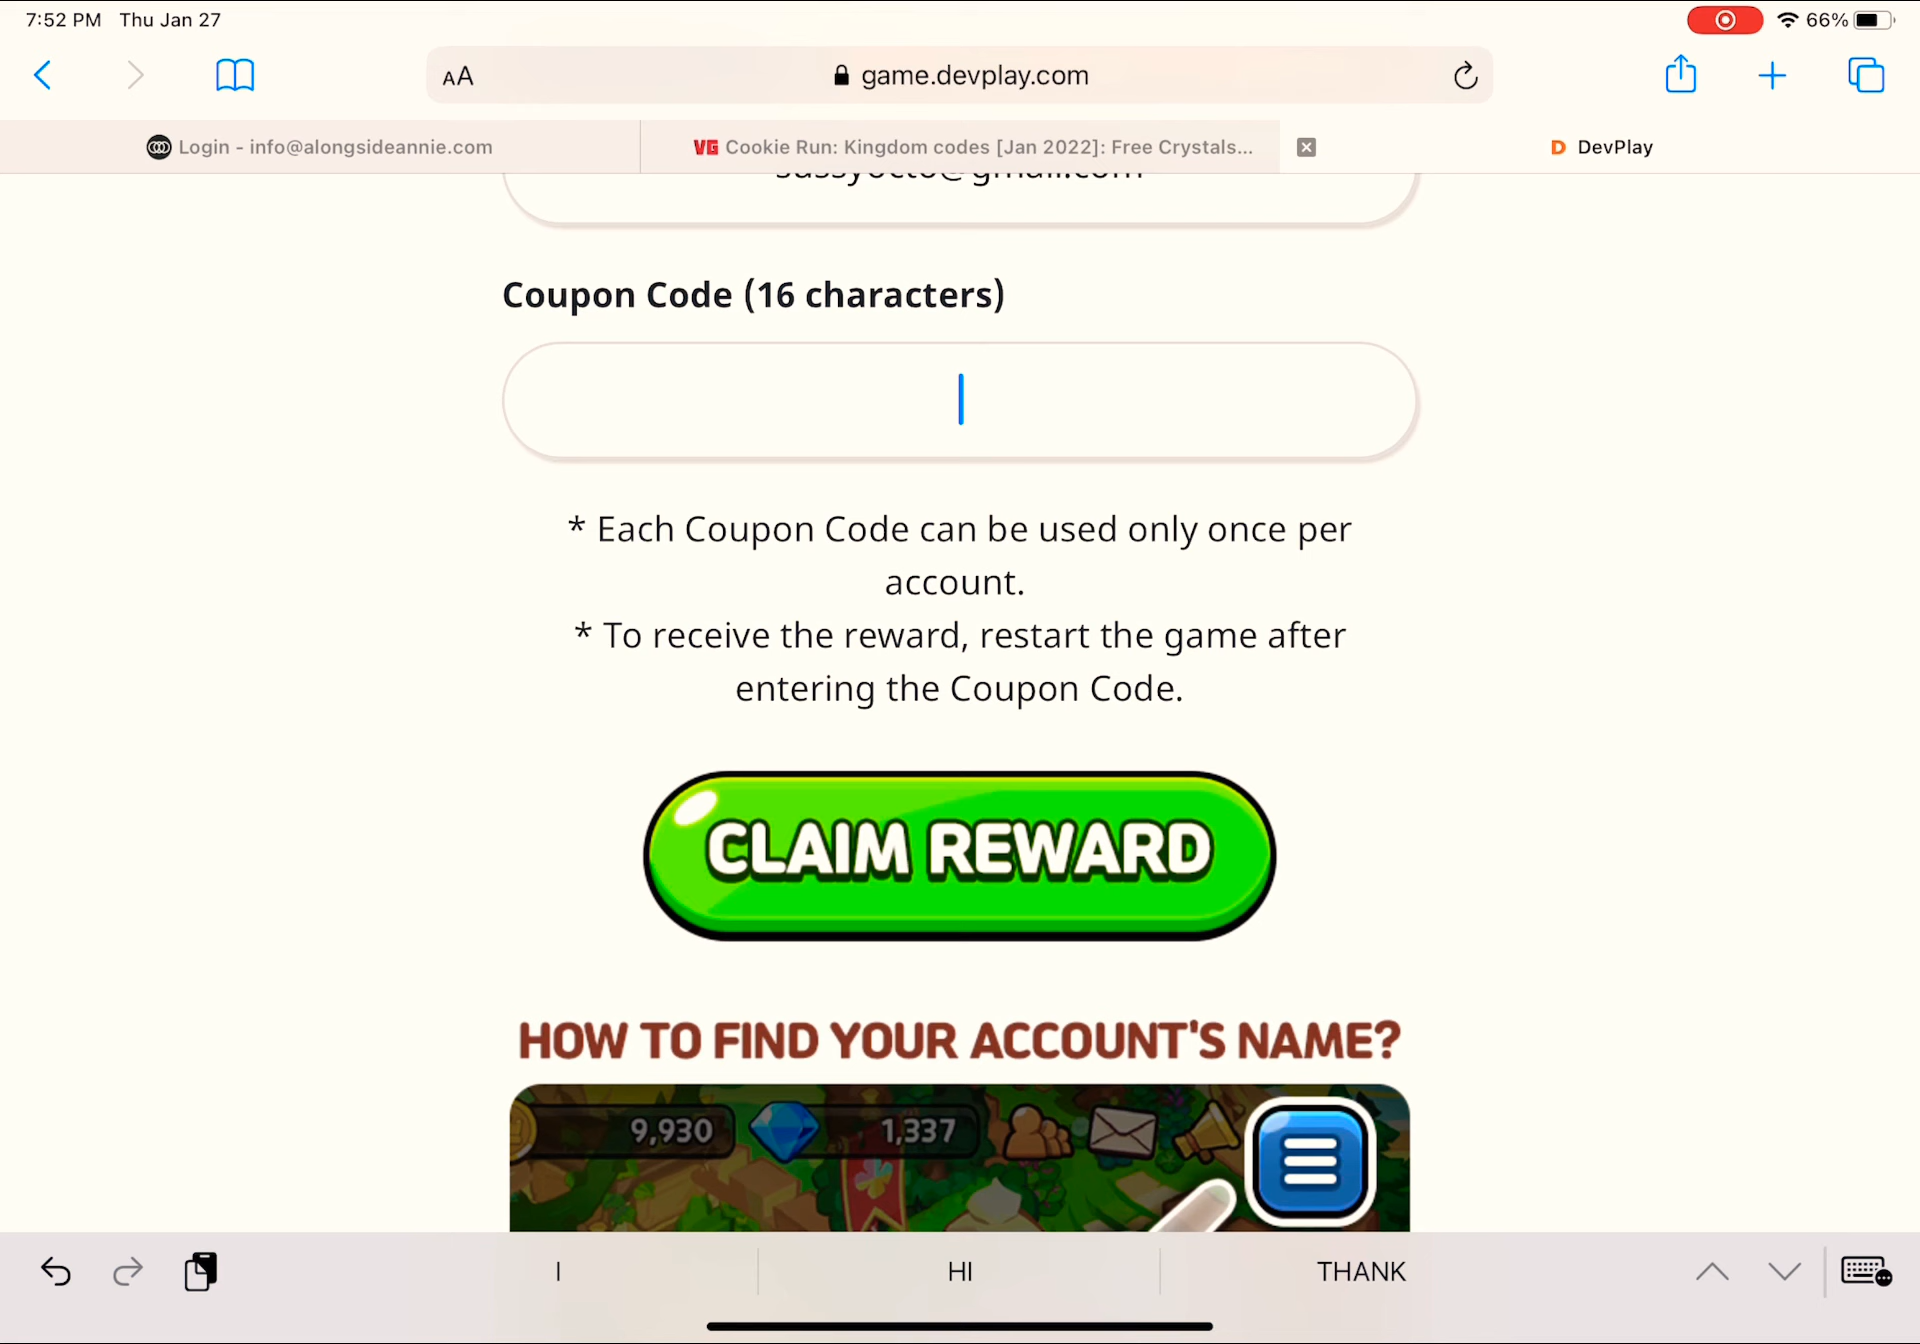 7:52 PM Thu Jan 27
66%
AA
game.devplay.com
Login - info@alongsideannie.com
VG Cookie Run: Kingdom codes [Jan 2022]: Free Crystals...
D DevPlay
Coupon Code (16 characters)
* Each Coupon Code can be used only once per
account.
* To receive the reward, restart the game after
entering the Coupon Code.
CLAIM REWARD
HOW TO FIND YOUR ACCOUNT'S NAME?
9,930
1,337
I
HI
THANK